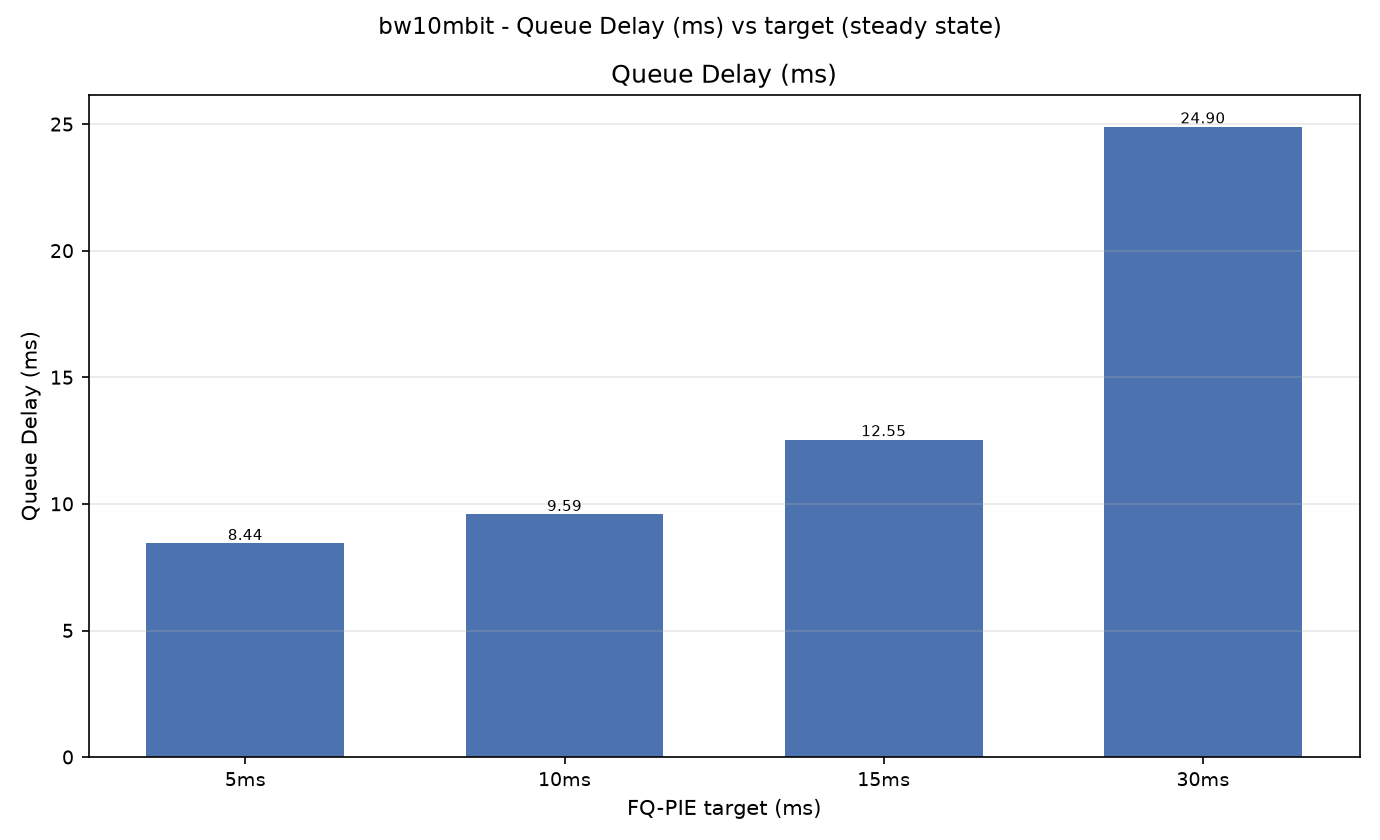 bw10mbit - Queue Delay (ms) vs target (steady state)
Queue Delay (ms)
Queue Delay (ms)
25
20
15
10
5
0
8.44
9.59
12.55
24.90
5ms
10ms
15ms
30ms
FQ-PIE target (ms)